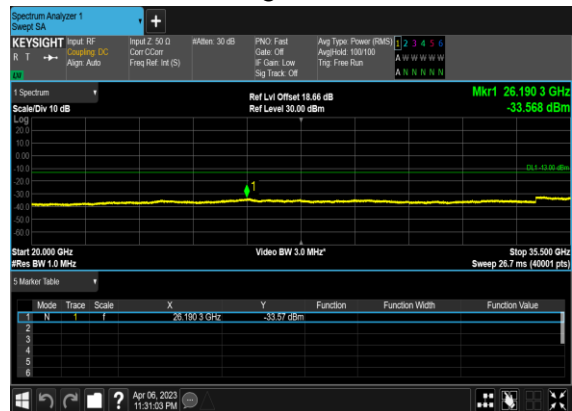 Spectrum Analyzer 1
Swept SA
+
KEYSIGHT Input: RF Input Z: 50 Ω #Atten: 30 dB PNO: Fast Avg Type: Power (RMS) 1 2 3 4 5 6
R T Coupling: DC Corr CCorr Gate: Off Avg|Hold: 100/100 A W W W W W
Align: Auto Freq Ref: Int (S) IF Gain: Low Trig: Free Run
Sig Track: Off A N N N N N
1 Spectrum Ref Lvl Offset 18.66 dB Mkr1 26.190 3 GHz
Scale/Div 10 dB Ref Level 30.00 dBm -33.568 dBm
Log
20.0
10.0
0.00
-10.0 DL1 -13.00 dBm
-20.0
1
-30.0
-40.0
-50.0
-60.0
Start 20.000 GHz Video BW 3.0 MHz* Stop 35.500 GHz
#Res BW 1.0 MHz Sweep 26.7 ms (40001 pts)
5 Marker Table
Mode Trace Scale X Y Function Function Width Function Value
1 N 1 f 26.190 3 GHz -33.57 dBm
2
3
4
5
6
? Apr 06, 2023
11:31:03 PM